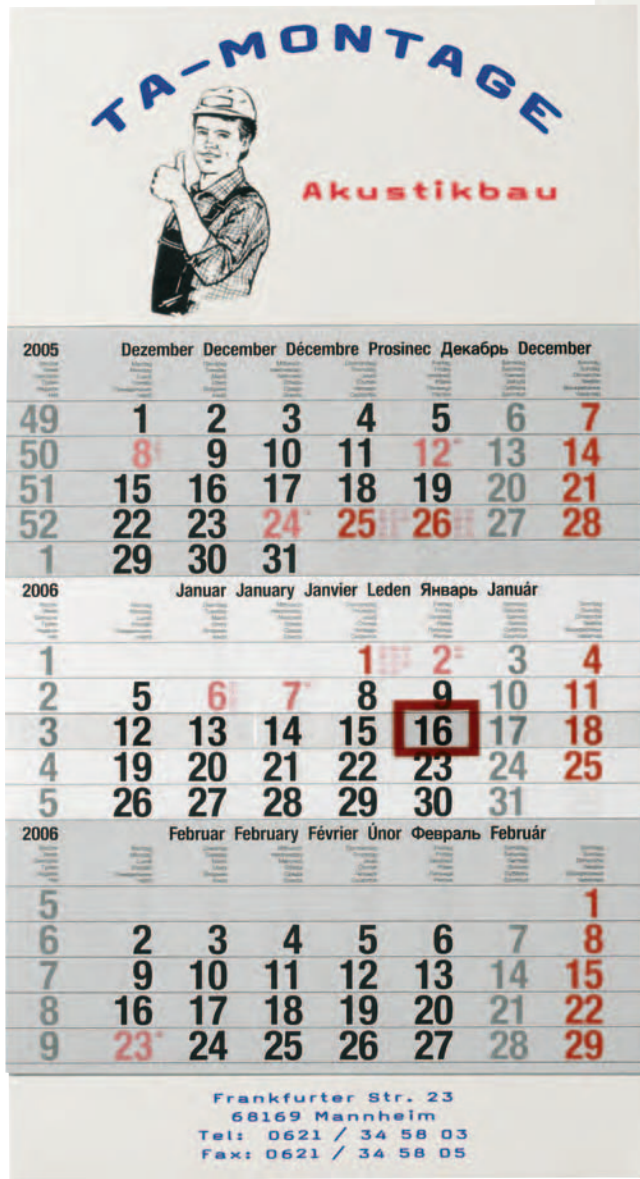 TA-MONTAGE
Akustikbau
2005 Dezember December Décembre Prosinec Декабрь December
49 1 2 3 4 5 6 7
50 8 9 10 11 12 13 14
51 15 16 17 18 19 20 21
52 22 23 24 25 26 27 28
1 29 30 31
2006 Januar January Janvier Leden Январь Január
1 1 2 3 4
2 5 6 7 8 9 10 11
3 12 13 14 15 16 17 18
4 19 20 21 22 23 24 25
5 26 27 28 29 30 31
2006 Februar February Février Únor Февраль Február
5 1
6 2 3 4 5 6 7 8
7 9 10 11 12 13 14 15
8 16 17 18 19 20 21 22
9 23 24 25 26 27 28 29
Frankfurter Str. 23
68169 Mannheim
Tel: 0621 / 34 58 03
Fax: 0621 / 34 58 05